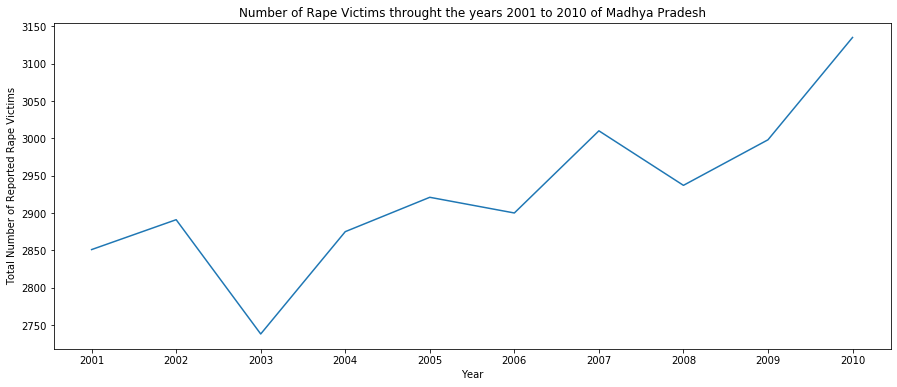 Number of Rape Victims throught the years 2001 to 2010 of Madhya Pradesh
Total Number of Reported Rape Victims
3150
3100
3050
3000
2950
2900
2850
2800
2750
2001 2002 2003 2004 2005 2006 2007 2008 2009 2010
Year